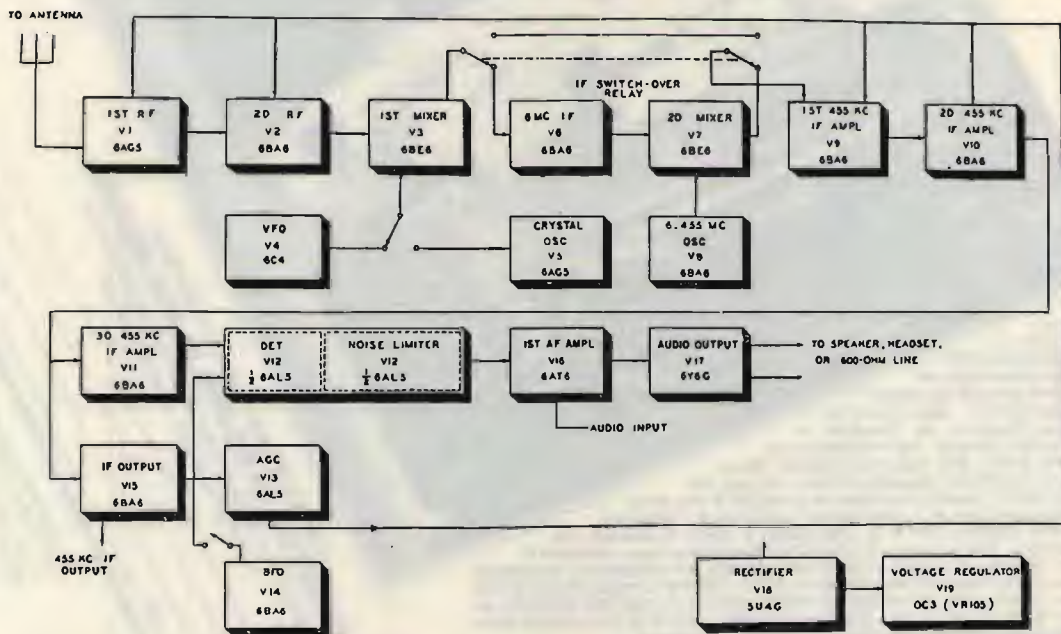 TO ANTENNA
IF SWITCH-OVER
RELAY
1ST RF
V1
6AG5
2D RF
V2
6BA6
1ST MIXER
V3
6BE6
6MC IF
V6
6BA6
2D MIXER
V7
6BE6
1ST 455 KC
IF AMPL
V9
6BA6
2D 455 KC
IF AMPL
V10
6BA6
VFO
V4
6C4
CRYSTAL
OSC
V5
6AG5
6.455 MC
OSC
V8
6BA6
3D 455 KC
IF AMPL
V11
6BA6
DET
V12
½ 6AL5
NOISE LIMITER
V12
½ 6AL5
1ST AF AMPL
V16
6AT6
AUDIO OUTPUT
V17
6Y6G
TO SPEAKER, HEADSET,
OR 600-OHM LINE
AUDIO INPUT
IF OUTPUT
V15
6BA6
AGC
V13
6AL5
455 KC IF
OUTPUT
BFO
V14
6BA6
RECTIFIER
V18
5U4G
VOLTAGE REGULATOR
V19
OC3 (VR105)